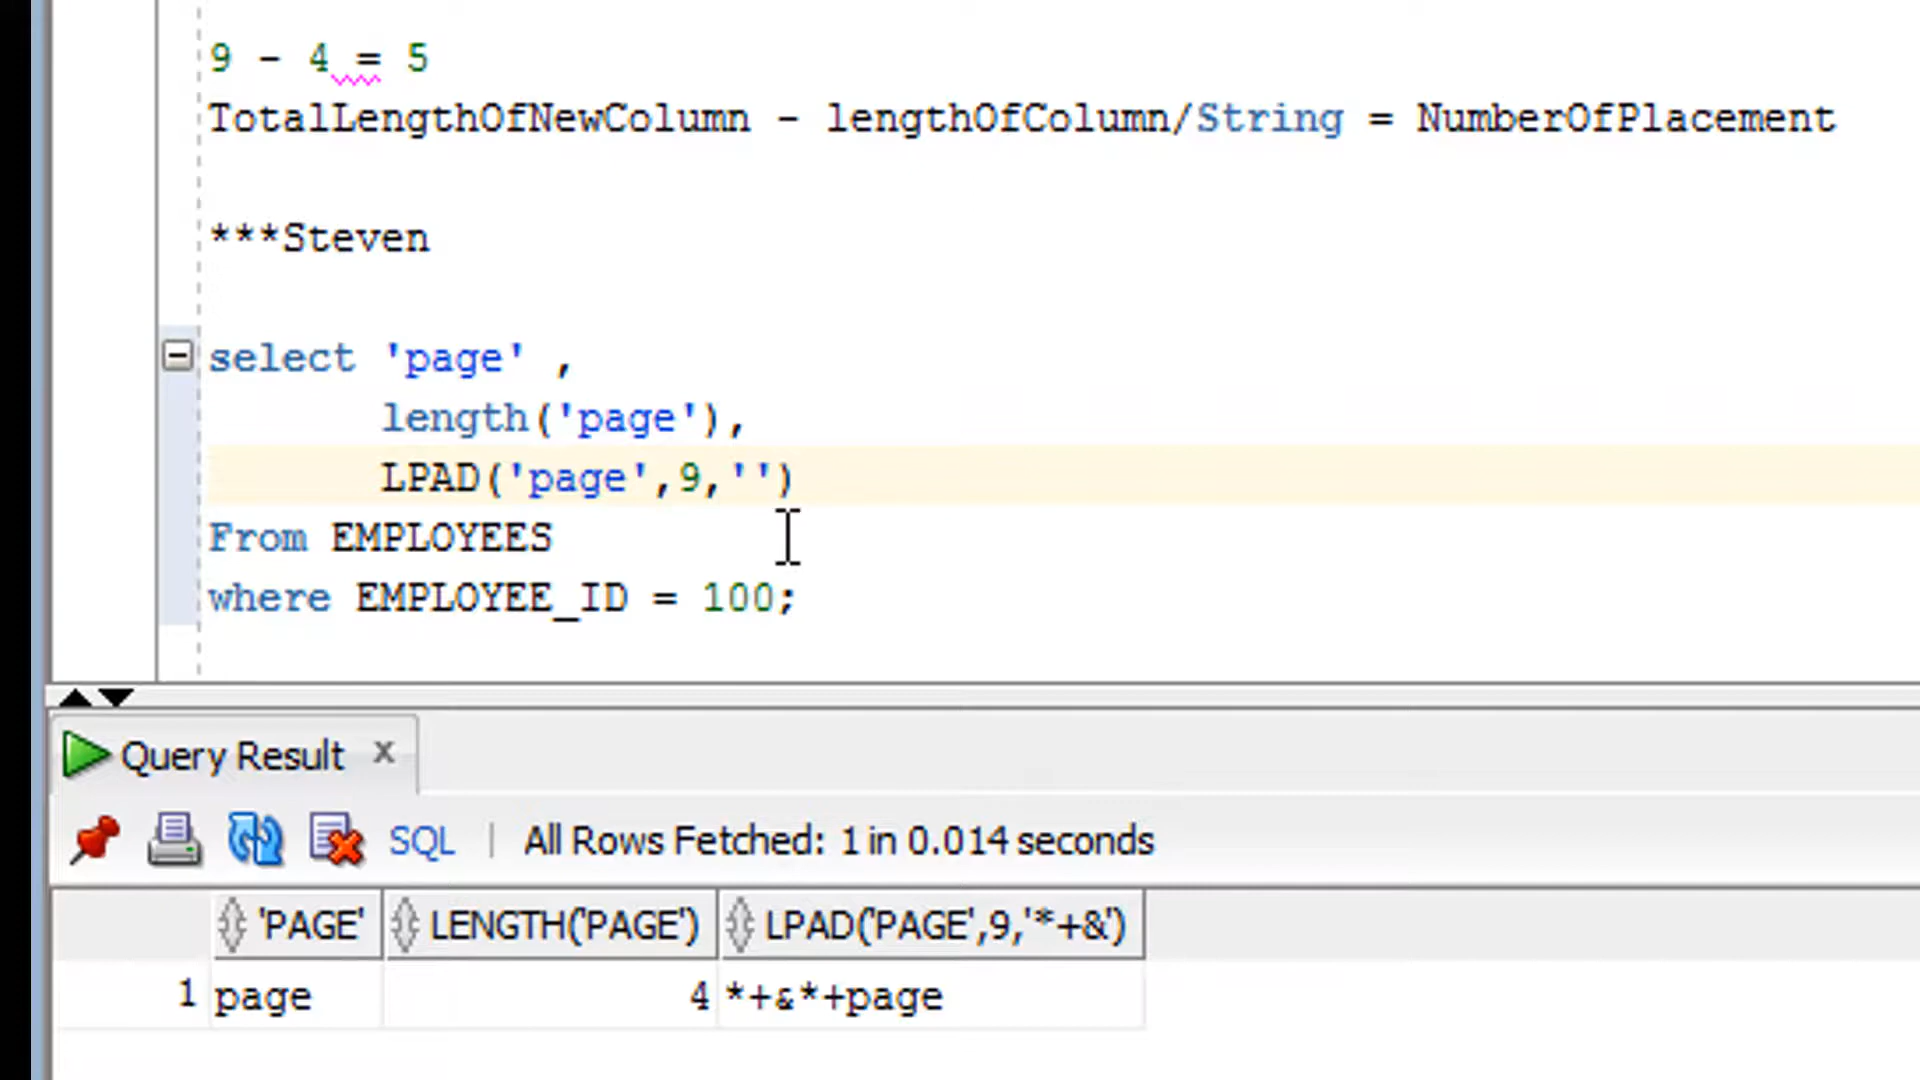 9 - 4 = 5
TotalLengthOfNewColumn - lengthOfColumn/String = NumberOfPlacement
***Steven
select 'page' ,
length('page'),
LPAD('page',9,'')
From EMPLOYEES
where EMPLOYEE_ID = 100;
Query Result x
SQL | All Rows Fetched: 1 in 0.014 seconds
'PAGE' LENGTH('PAGE') LPAD('PAGE',9,'*+&')
1 page 4 *+&*+page